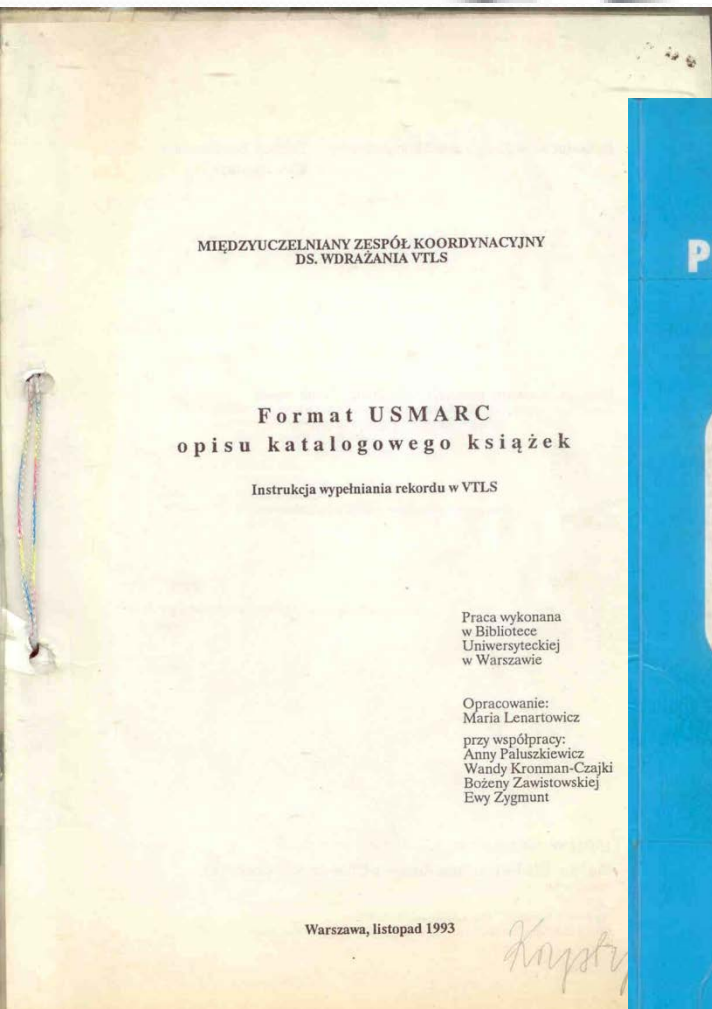 MIĘDZYUCZELNIANY ZESPÓŁ KOORDYNACYJNY
DS. WDRAŻANIA VTLS
Format USMARC
opisu katalogowego książek
Instrukcja wypełniania rekordu w VTLS
Praca wykonana
w Bibliotece
Uniwersyteckiej
w Warszawie
Opracowanie:
Maria Lenartowicz
przy współpracy:
Anny Paluszkiewicz
Wandy Kronman-Czajki
Bożeny Zawistowskiej
Ewy Zygmunt
Warszawa, listopad 1993
P